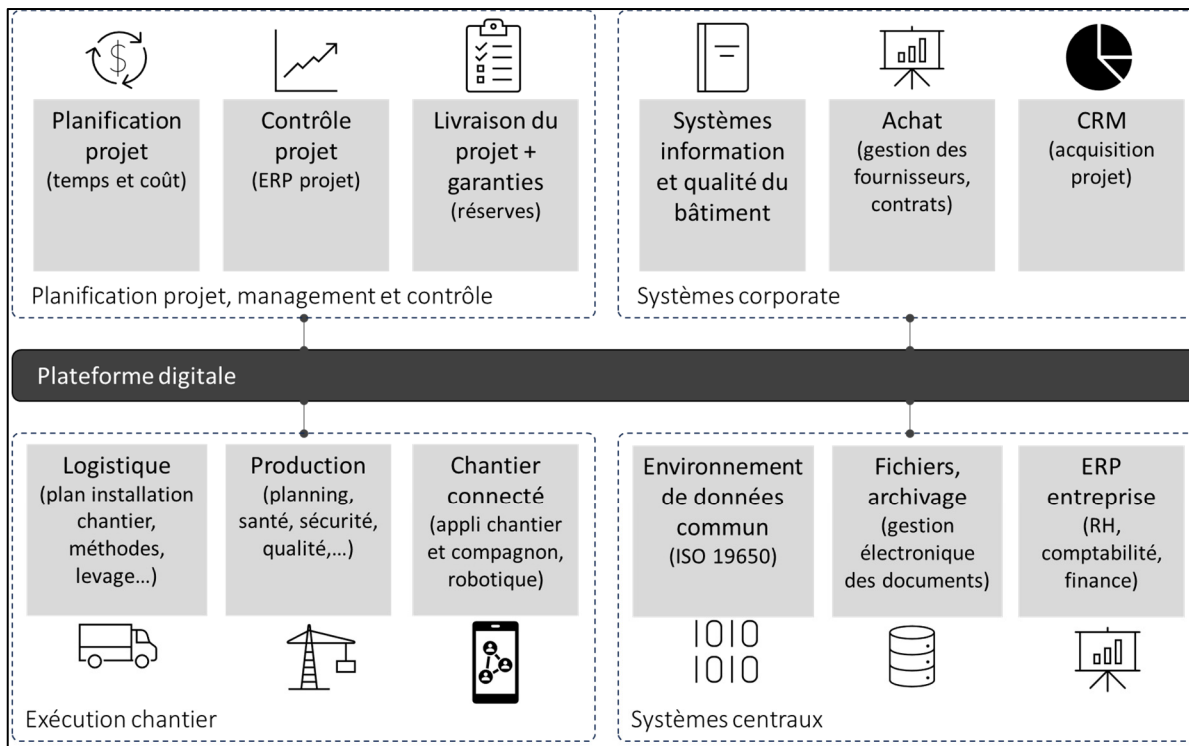 Planification
projet
(temps et coût)
Contrôle
projet
(ERP projet)
Livraison du
projet +
garanties
(réserves)
Planification projet, management et contrôle
Systèmes
information
et qualité du
bâtiment
Achat
(gestion des
fournisseurs,
contrats)
CRM
(acquisition
projet)
Systèmes corporate
Plateforme digitale
Logistique
(plan installation
chantier,
méthodes,
levage…)
Production
(planning,
santé, sécurité,
qualité,…)
Chantier
connecté
(appli chantier
et compagnon,
robotique)
Exécution chantier
Environnement
de données
commun
(ISO 19650)
Fichiers,
archivage
(gestion
électronique
des documents)
ERP
entreprise
(RH,
comptabilité,
finance)
IOIO
IOIO
Systèmes centraux